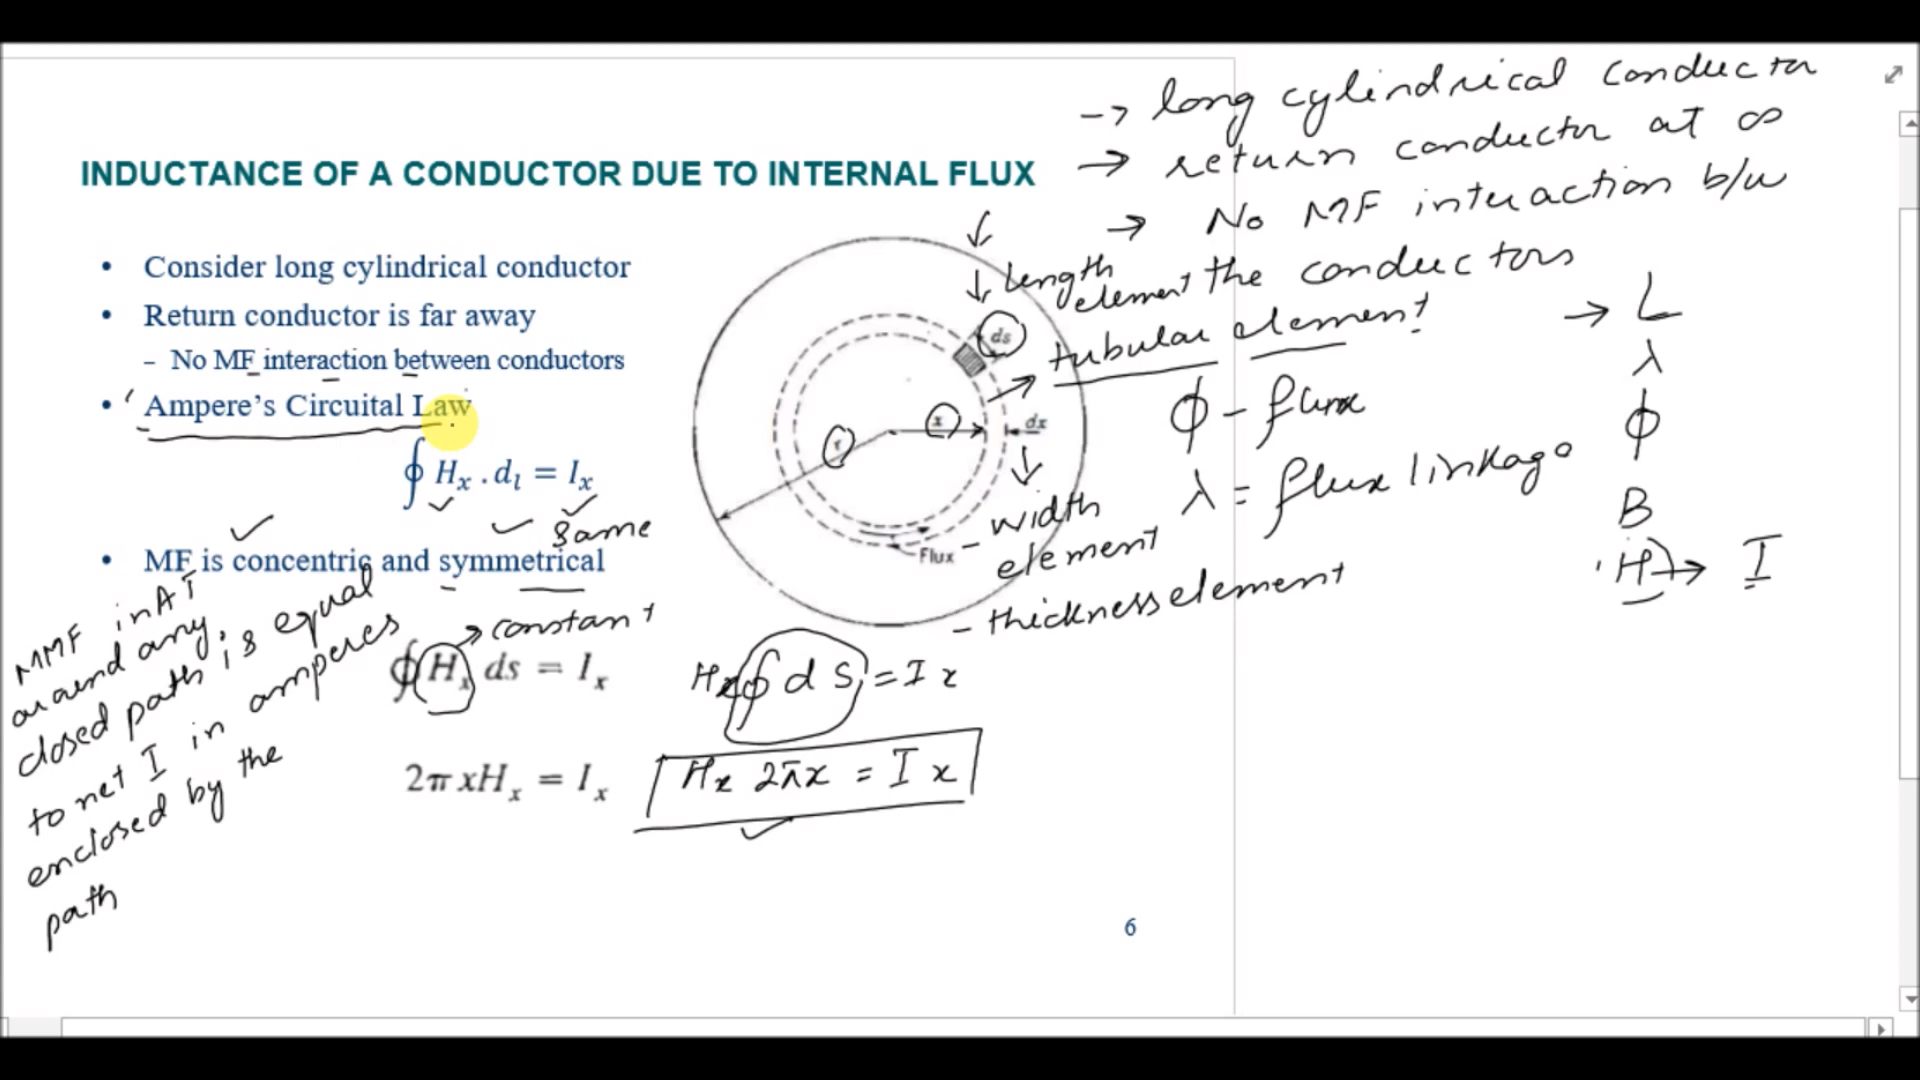 INDUCTANCE OF A CONDUCTOR DUE TO INTERNAL FLUX
• Consider long cylindrical conductor
• Return conductor is far away
– No MF interaction between conductors
• Ampere's Circuital Law
∮ Hₓ . dₗ = Iₓ
same
• MF is concentric and symmetrical
→ constant
∮ Hₓ ds = Iₓ
2π xHₓ = Iₓ
MMF in AT
around any
closed path is equal
to net I in amperes
enclosed by the
path
Hx ∮ d s = I x
Hx 2πx = I x
length
element
ds
x
r
dx
Flux
- width
element
- thickness element
→ long cylindrical conductor
→ return conductor at ∞
→ No MF interaction b/w
the conductors
tubular element
ϕ - flux
λ = flux linkage
→ L
λ
ϕ
B
H → I
6